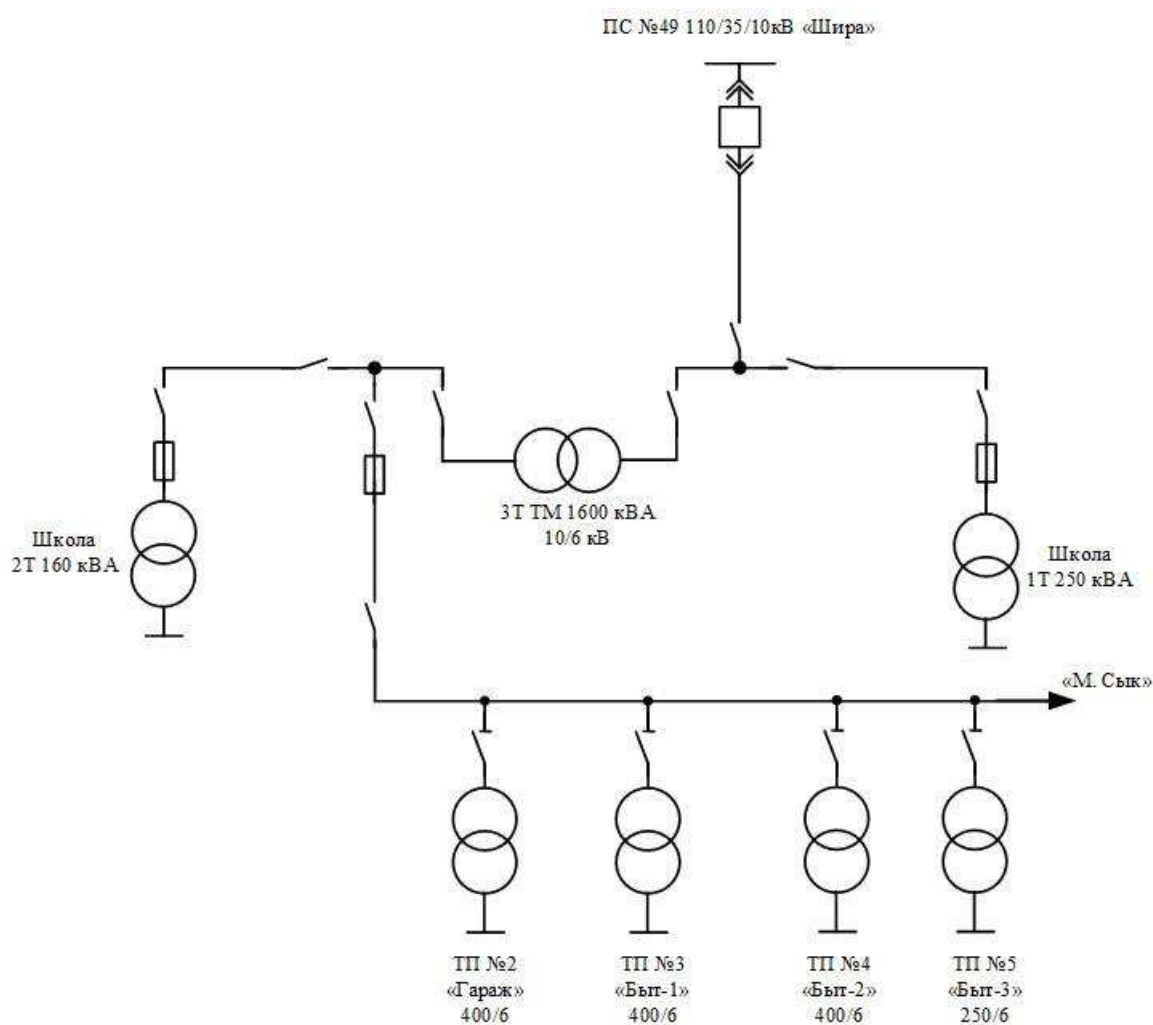 ПС №49 110/35/10кВ «Шира»
3Т ТМ 1600 кВА
10/6 кВ
Школа
2Т 160 кВА
Школа
1Т 250 кВА
«М. Сык»
ТП №2
«Гараж»
400/6
ТП №3
«Быт-1»
400/6
ТП №4
«Быт-2»
400/6
ТП №5
«Быт-3»
250/6